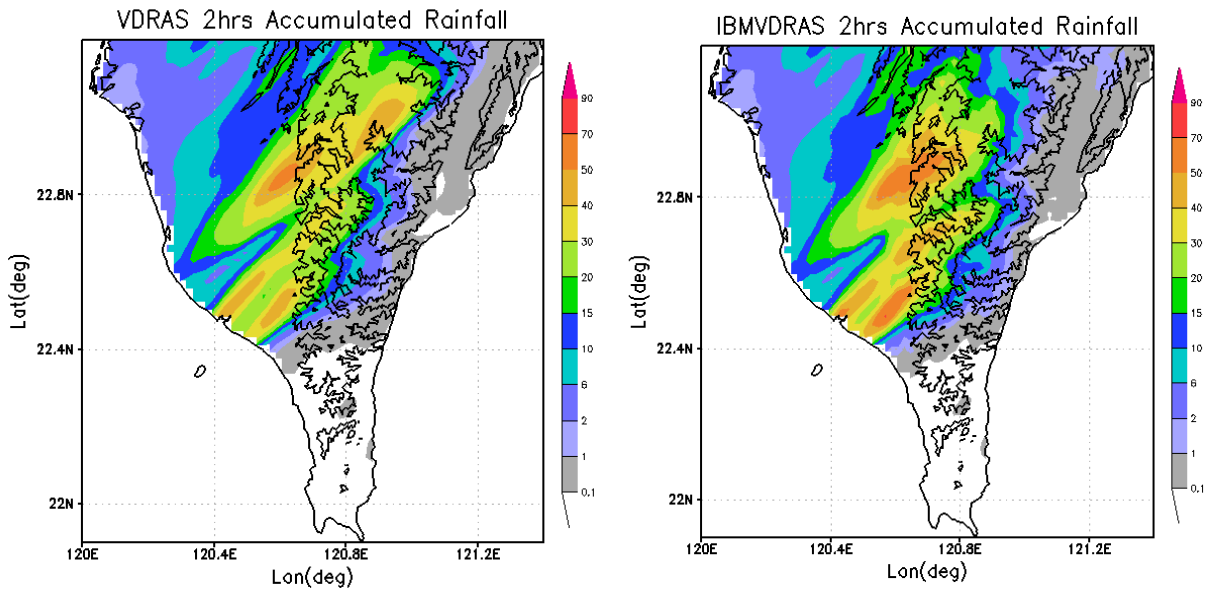 VDRAS 2hrs Accumulated Rainfall
90
70
50
40
30
20
15
10
6
2
1
0.1
22.8N
22.4N
22N
Lat(deg)
120E
120.4E
120.8E
121.2E
Lon(deg)
IBMVDRAS 2hrs Accumulated Rainfall
90
70
50
40
30
20
15
10
6
2
1
0.1
22.8N
22.4N
22N
Lat(deg)
120E
120.4E
120.8E
121.2E
Lon(deg)